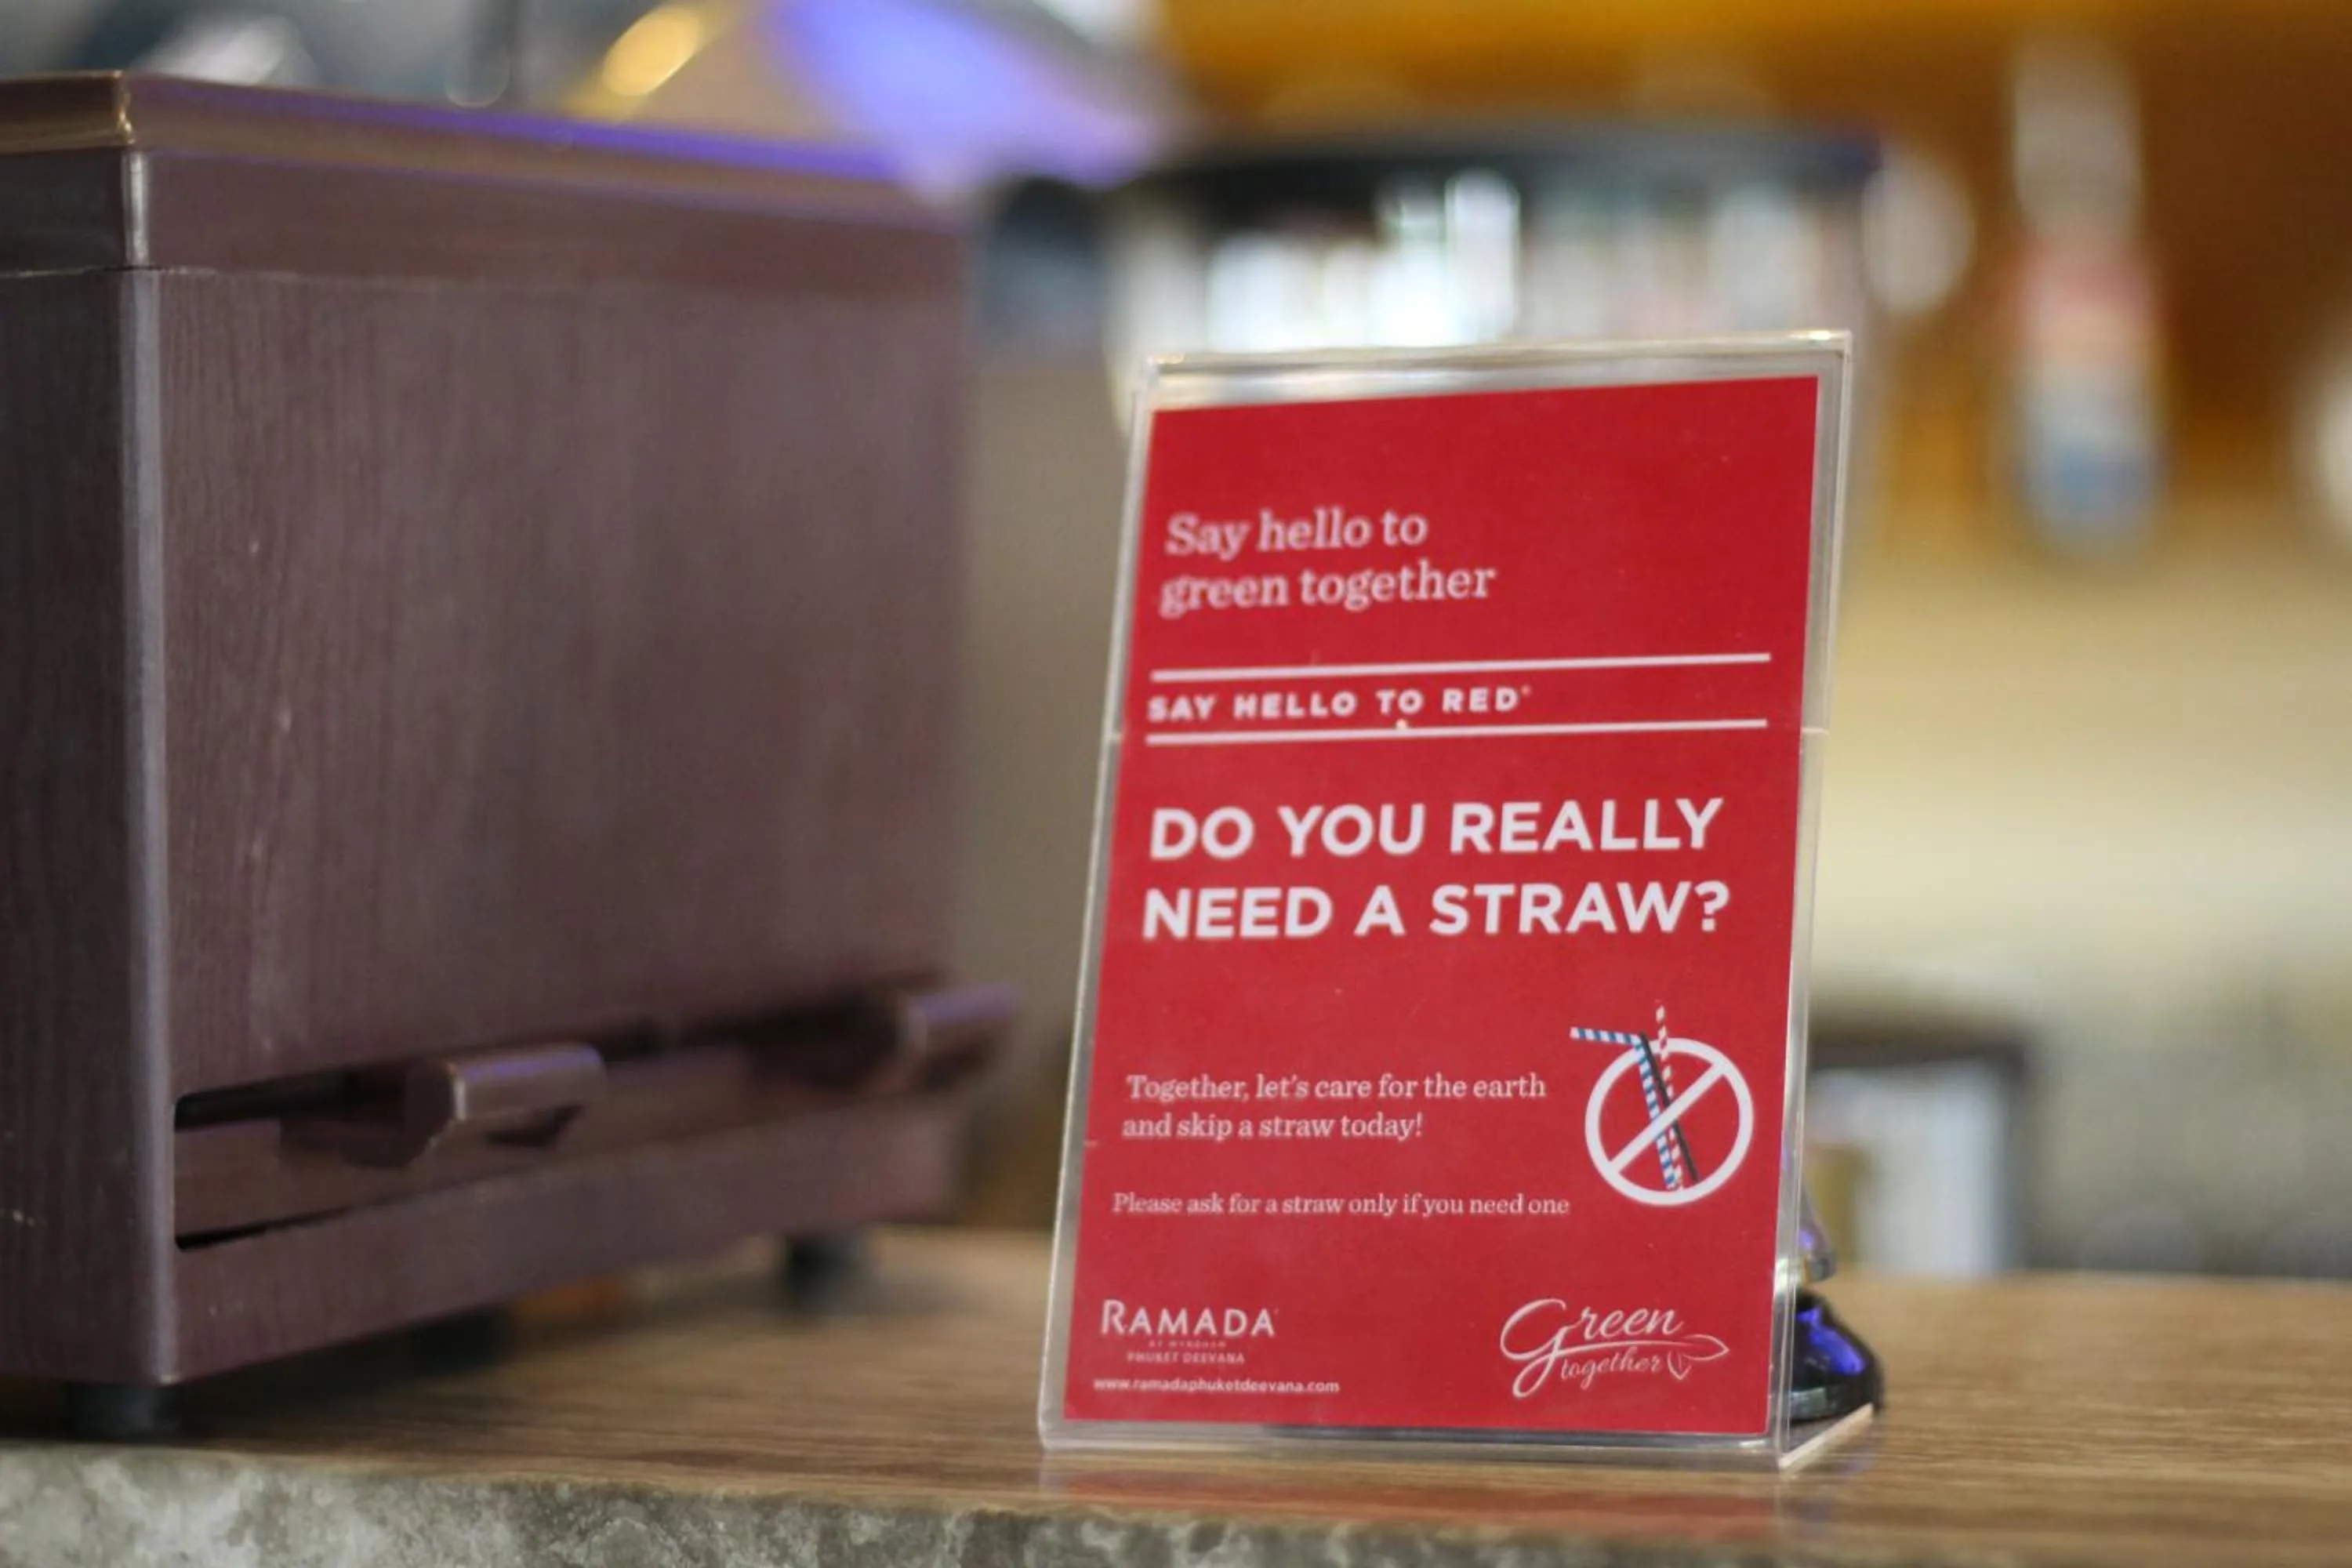 Say hello to
green together
SAY HELLO TO RED®
DO YOU REALLY
NEED A STRAW?
Together, let's care for the earth
and skip a straw today!
Please ask for a straw only if you need one
RAMADA
BY WYNDHAM
PHUKET DEEVANA
www.ramadaphuketdeevana.com
Green
together